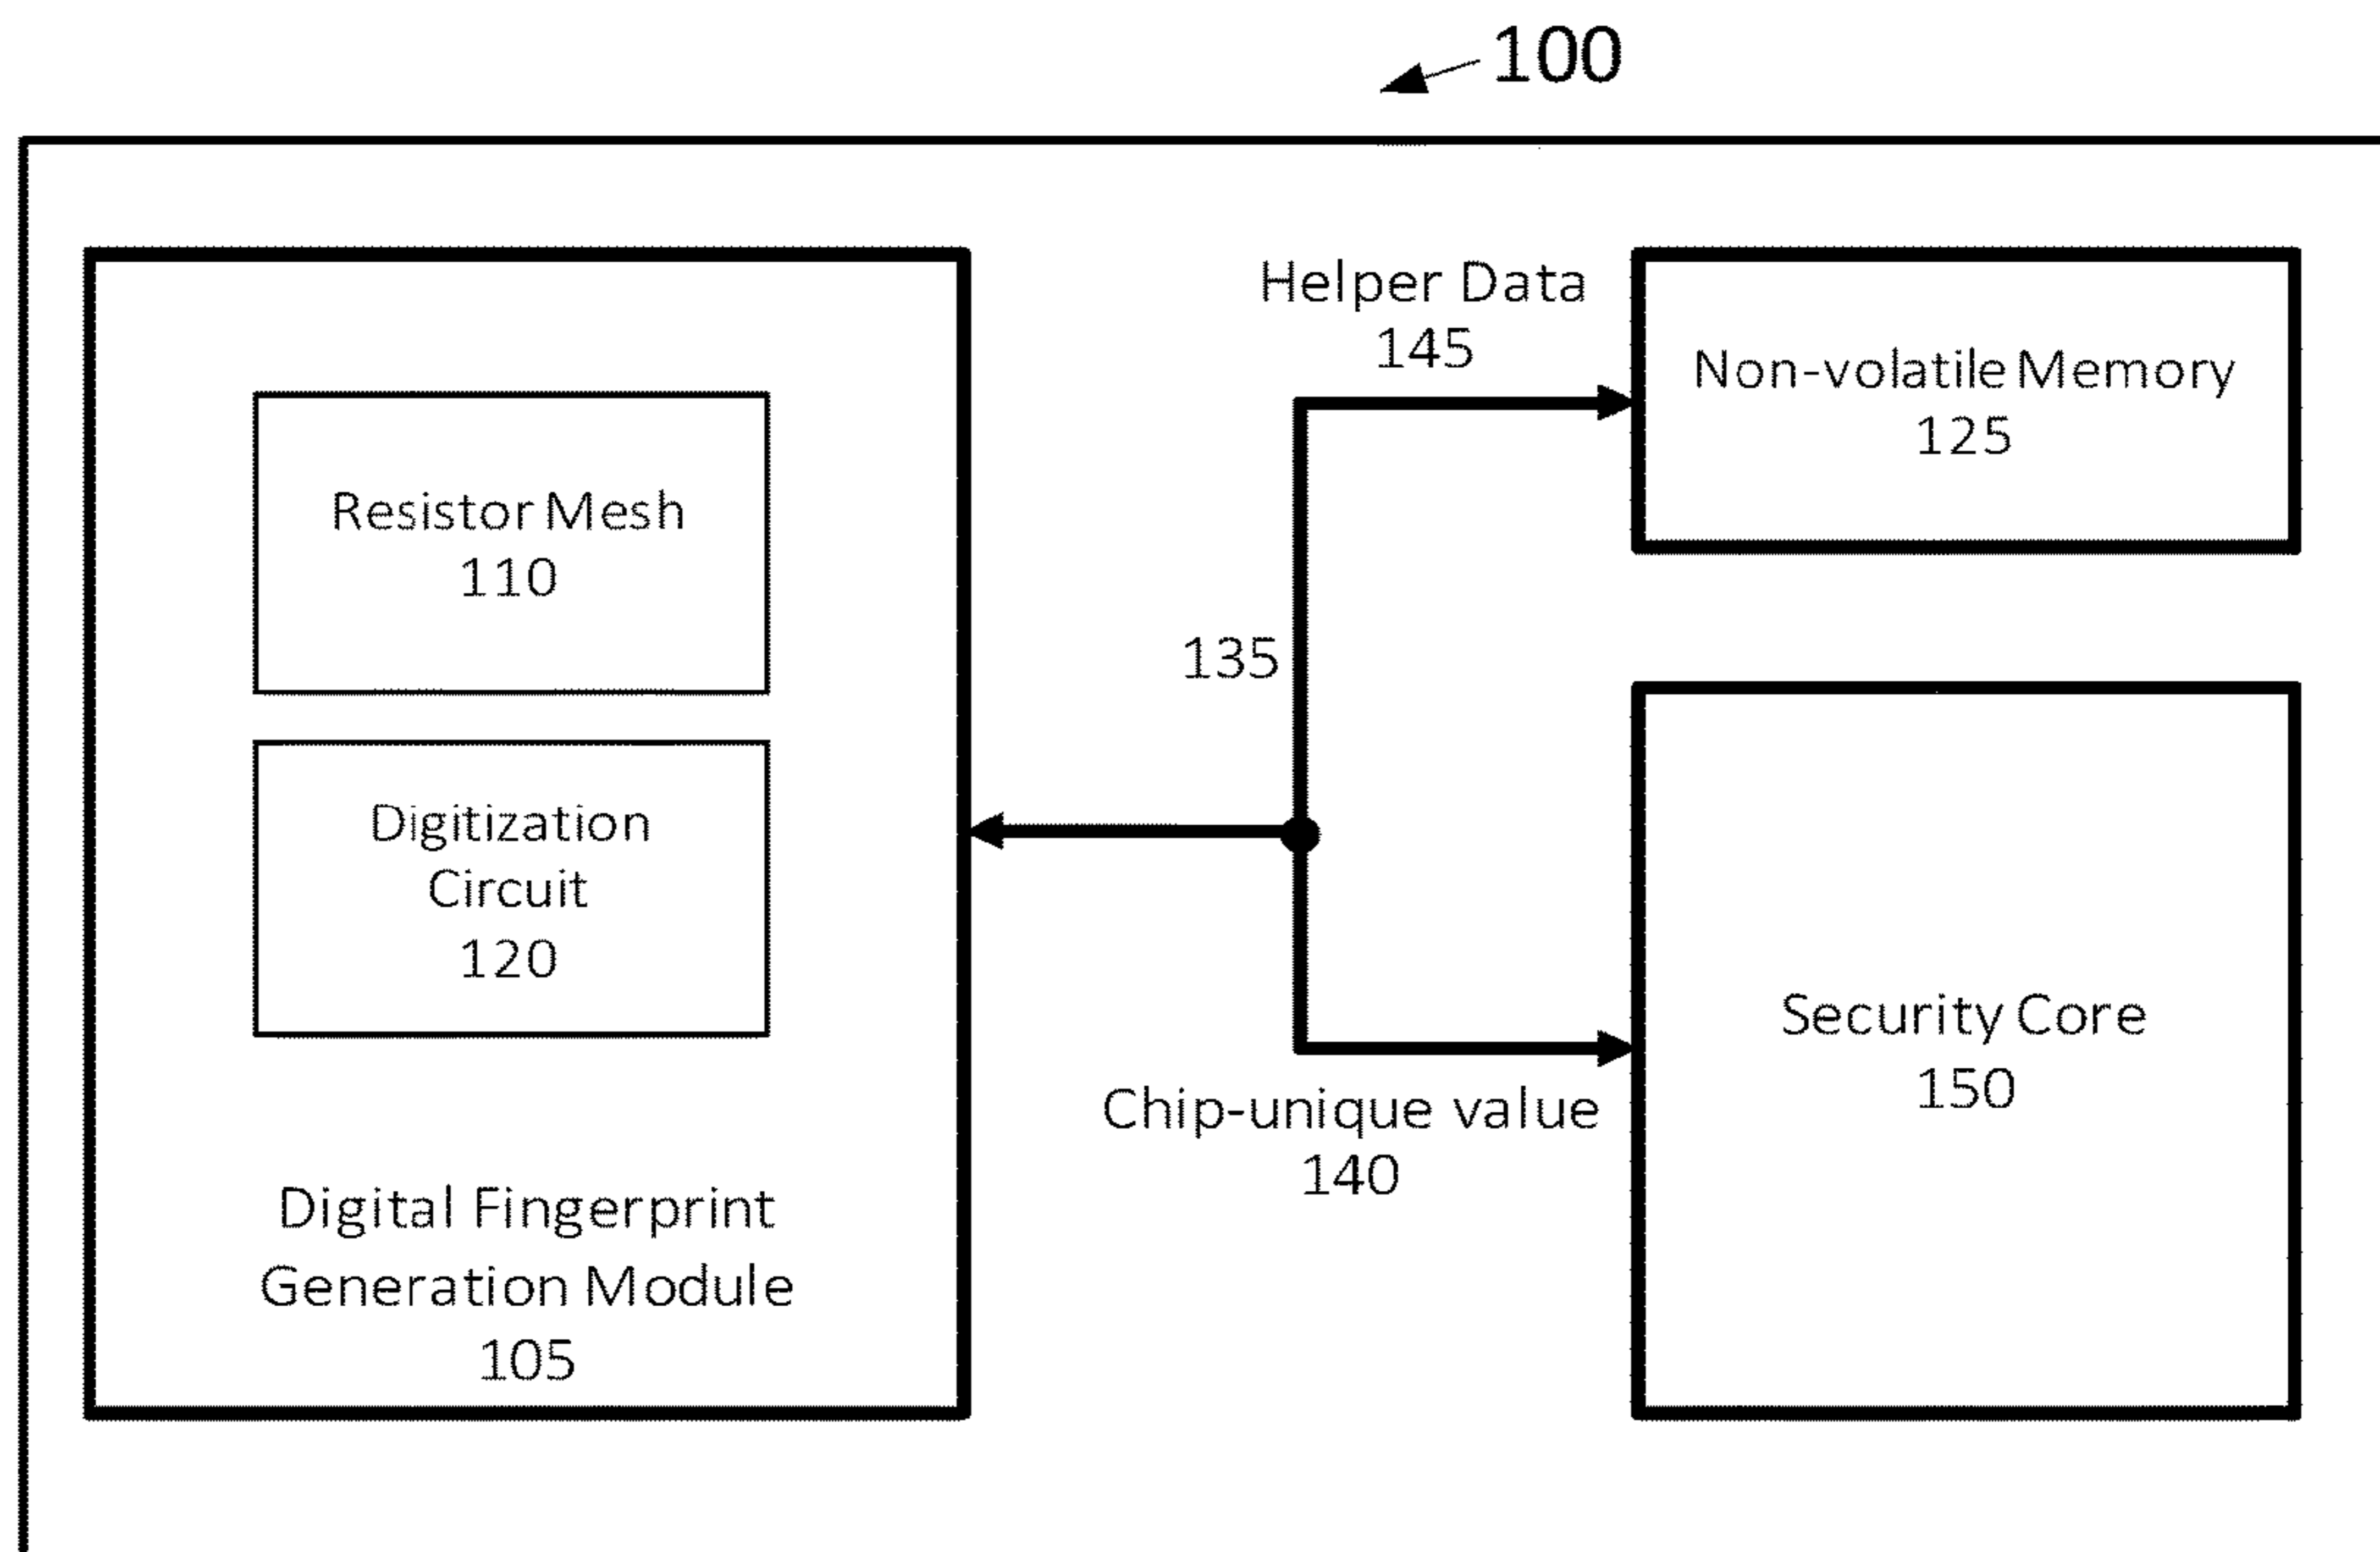 100
Resistor Mesh
110
Digitization
Circuit
120
Digital Fingerprint
Generation Module
105
Helper Data
145
135
Chip-unique value
140
Non-volatile Memory
125
Security Core
150